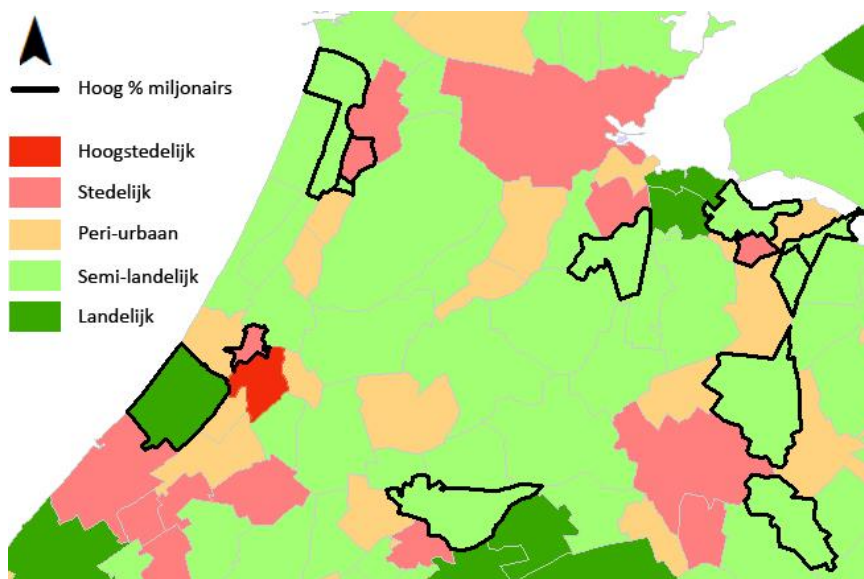 Hoog % miljonairs
Hoogstedelijk
Stedelijk
Peri-urbaan
Semi-landelijk
Landelijk